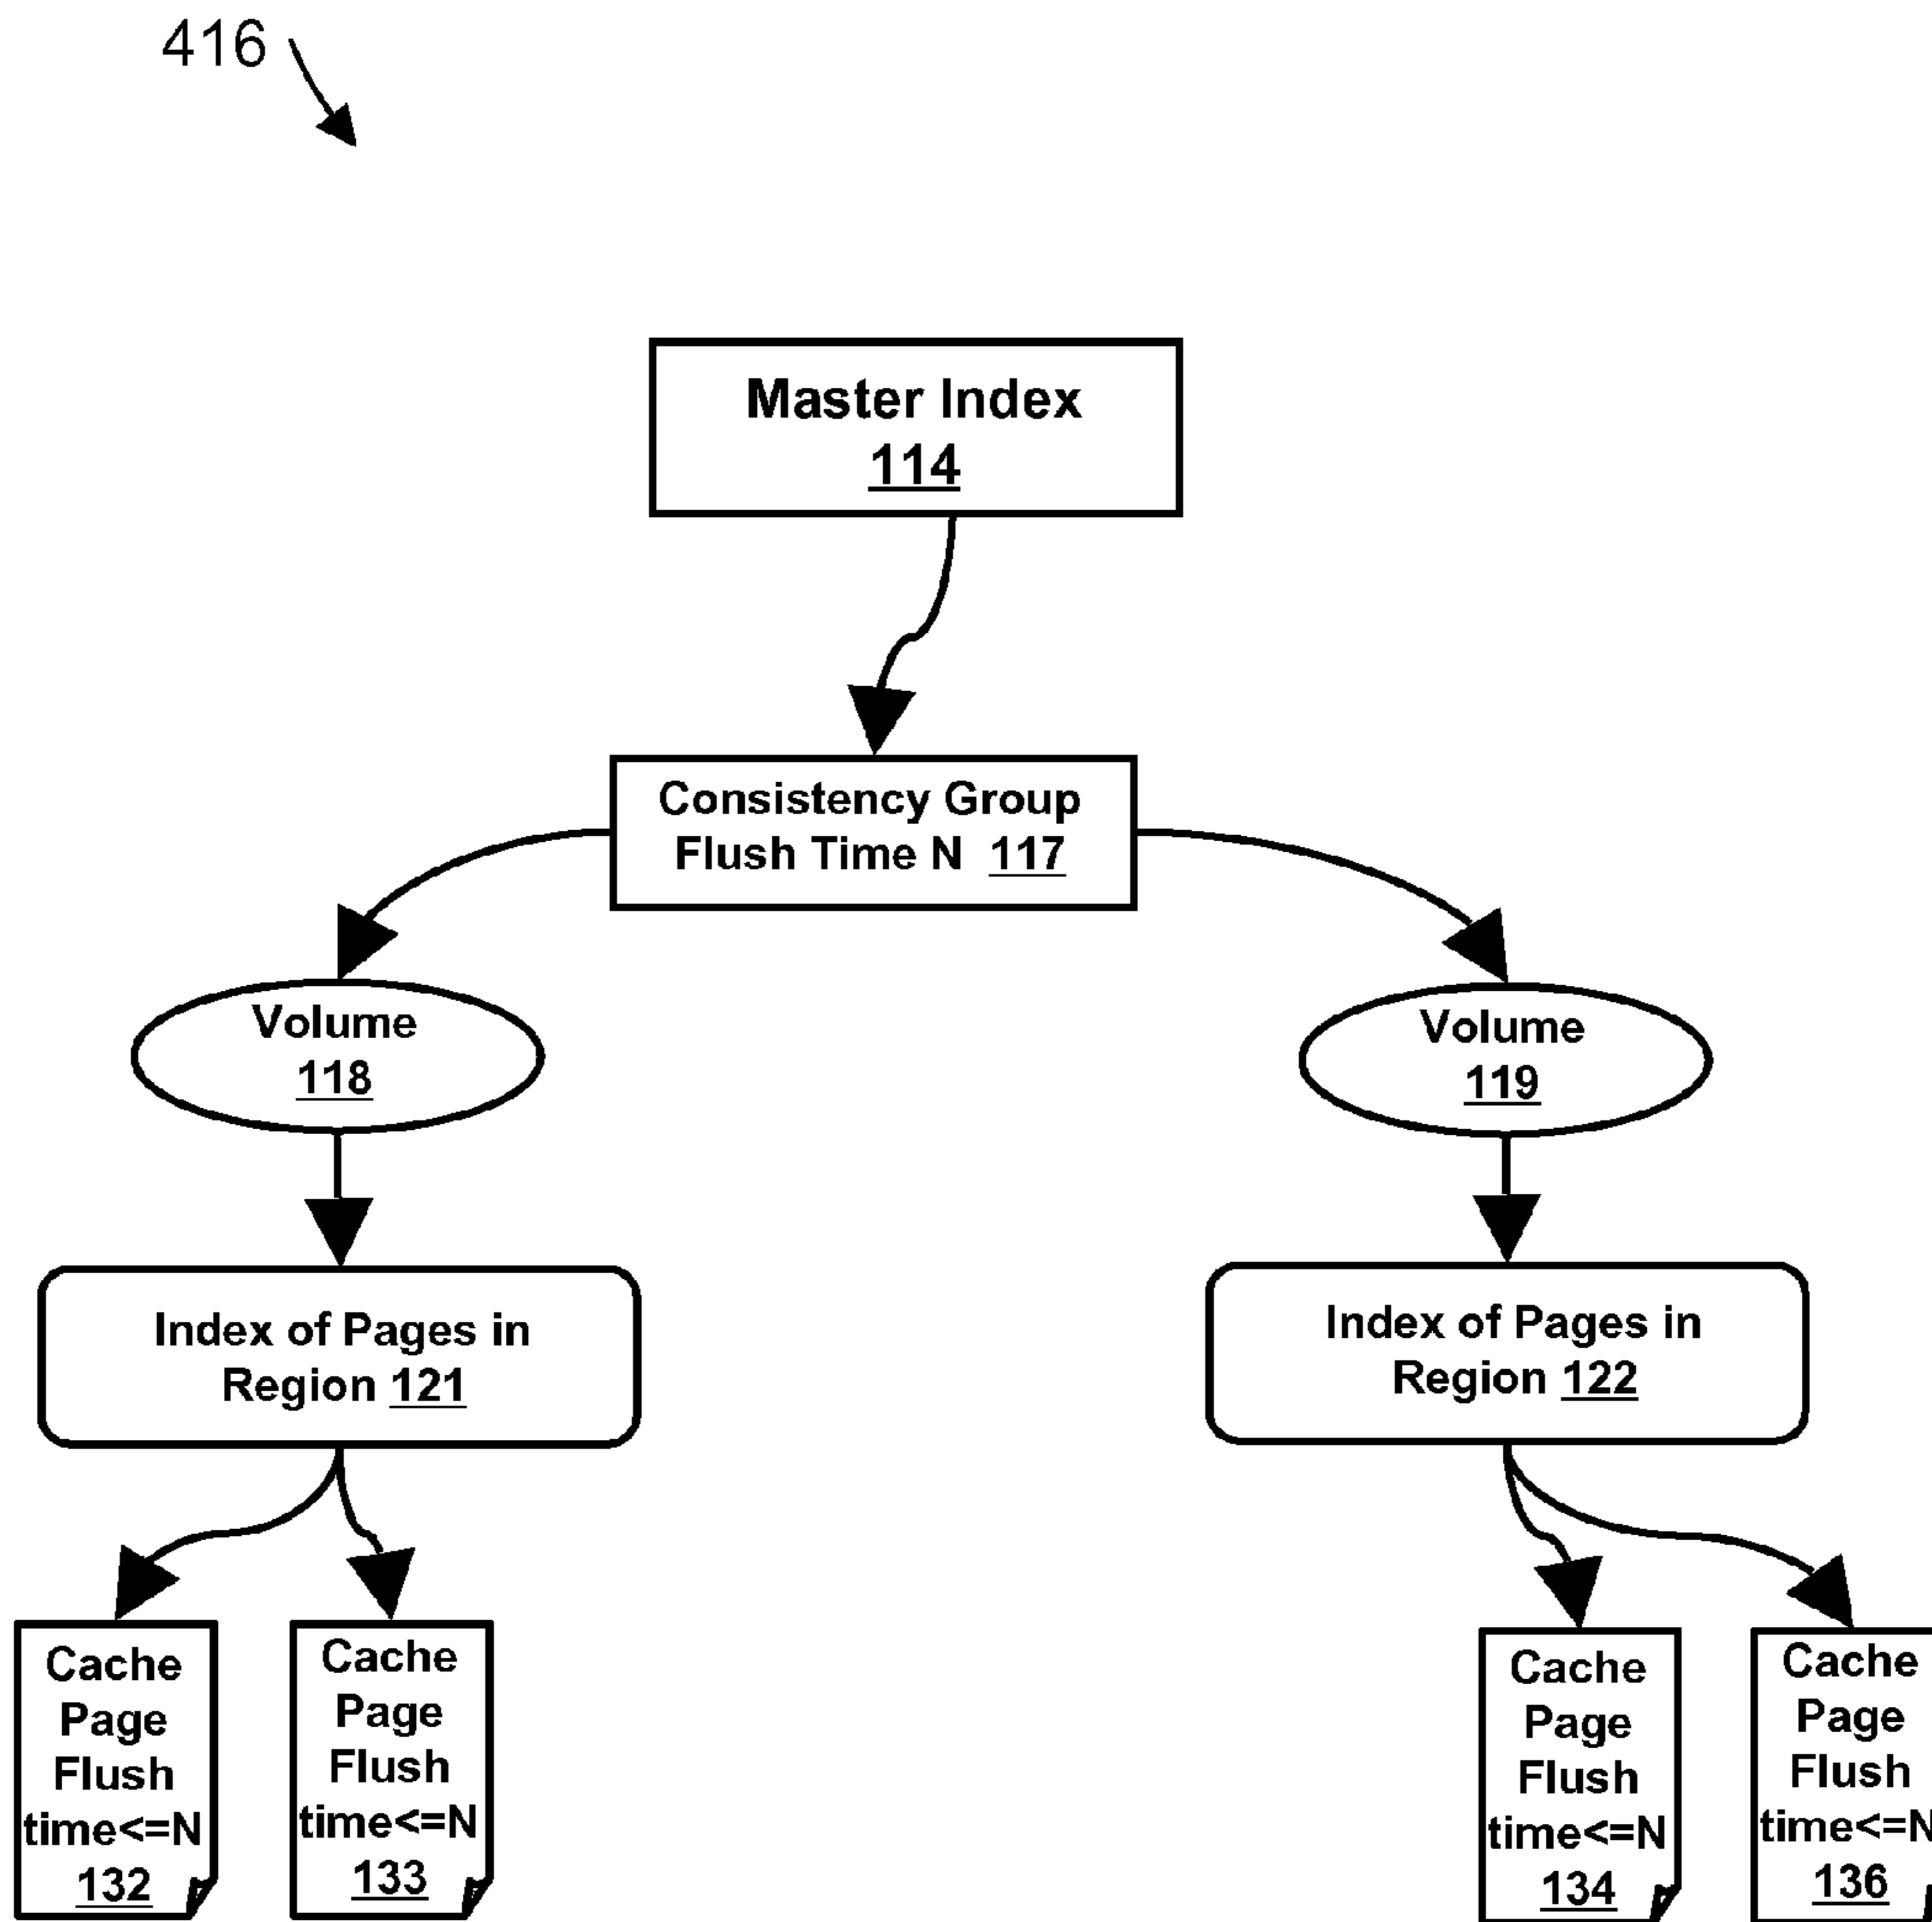 416
Master Index
114
Consistency Group
Flush Time N 117
Volume
118
Volume
119
Index of Pages in
Region 121
Index of Pages in
Region 122
Cache
Page
Flush
time<=N
132
Cache
Page
Flush
time<=N
133
Cache
Page
Flush
time<=N
134
Cache
Page
Flush
time<=N
136